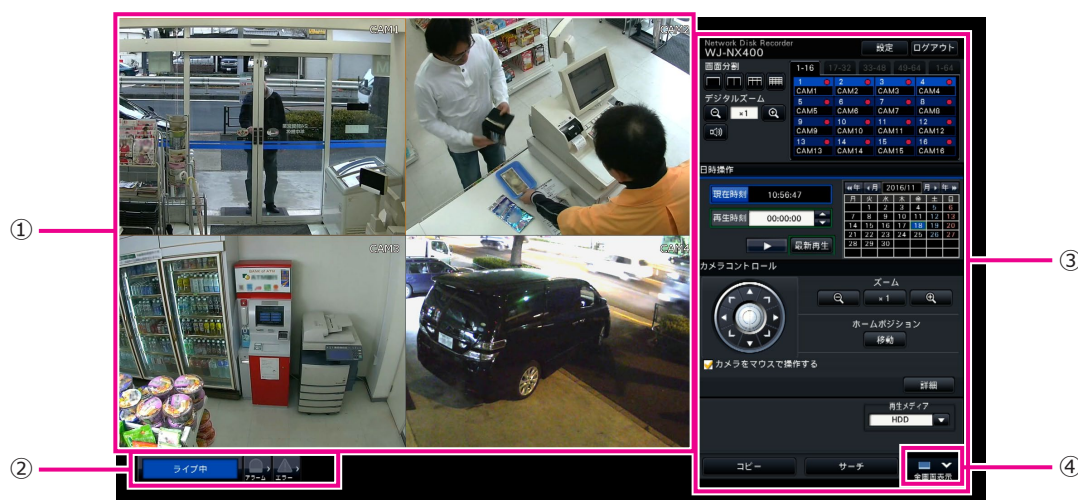 ①
②
③
④
CAM1
CAM2
CAM3
CAM4
ライブ中
アラーム
エラー
Network Disk Recorder
WJ-NX400
設定
ログアウト
画面分割
デジタルズーム
×1
1-16 17-32 33-48 49-64 1-64
1 2 3 4
CAM1 CAM2 CAM3 CAM4
5 6 7 8
CAM5 CAM6 CAM7 CAM8
9 10 11 12
CAM9 CAM10 CAM11 CAM12
13 14 15 16
CAM13 CAM14 CAM15 CAM16
日時操作
現在時刻 10:56:47
再生時刻 00:00:00
最新再生
年 月 2016/11 月 年
月 火 水 木 金 土 日
1 2 3 4 5 6
7 8 9 10 11 12 13
14 15 16 17 18 19 20
21 22 23 24 25 26 27
28 29 30
カメラコントロール
ズーム
×1
ホームポジション
移動
カメラをマウスで操作する
詳細
再生メディア
HDD
コピー
サーチ
全画面表示